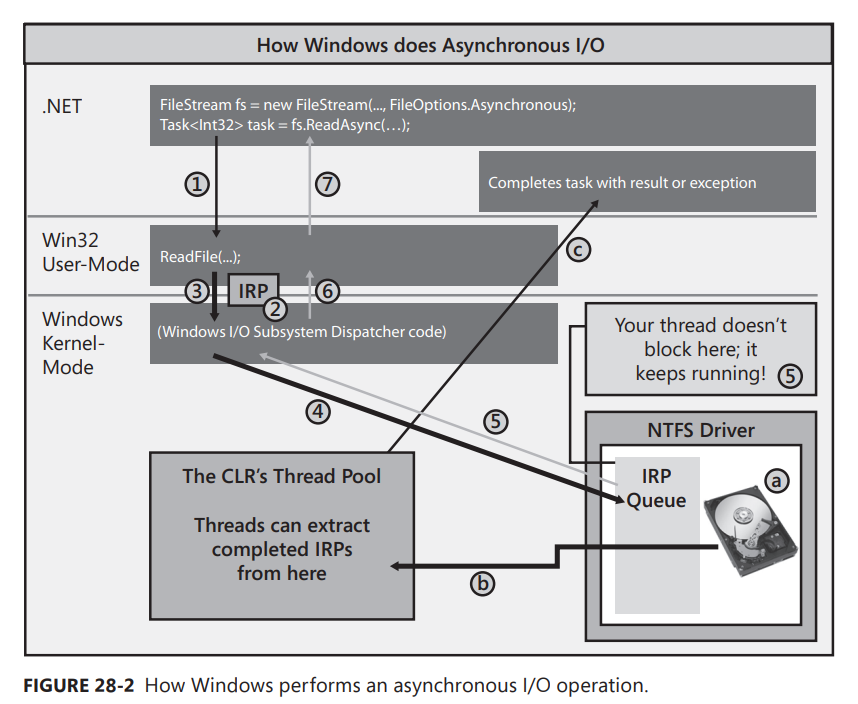 How Windows does Asynchronous I/O
.NET
FileStream fs = new FileStream(..., FileOptions.Asynchronous);
Task<Int32> task = fs.ReadAsync(...);
1
7
Completes task with result or exception
Win32
User-Mode
ReadFile(...);
c
3
IRP
2
6
Windows
Kernel-
Mode
(Windows I/O Subsystem Dispatcher code)
Your thread doesn’t
block here; it
keeps running!
5
4
5
NTFS Driver
The CLR’s Thread Pool
Threads can extract
completed IRPs
from here
IRP
Queue
a
b
FIGURE 28-2 How Windows performs an asynchronous I/O operation.